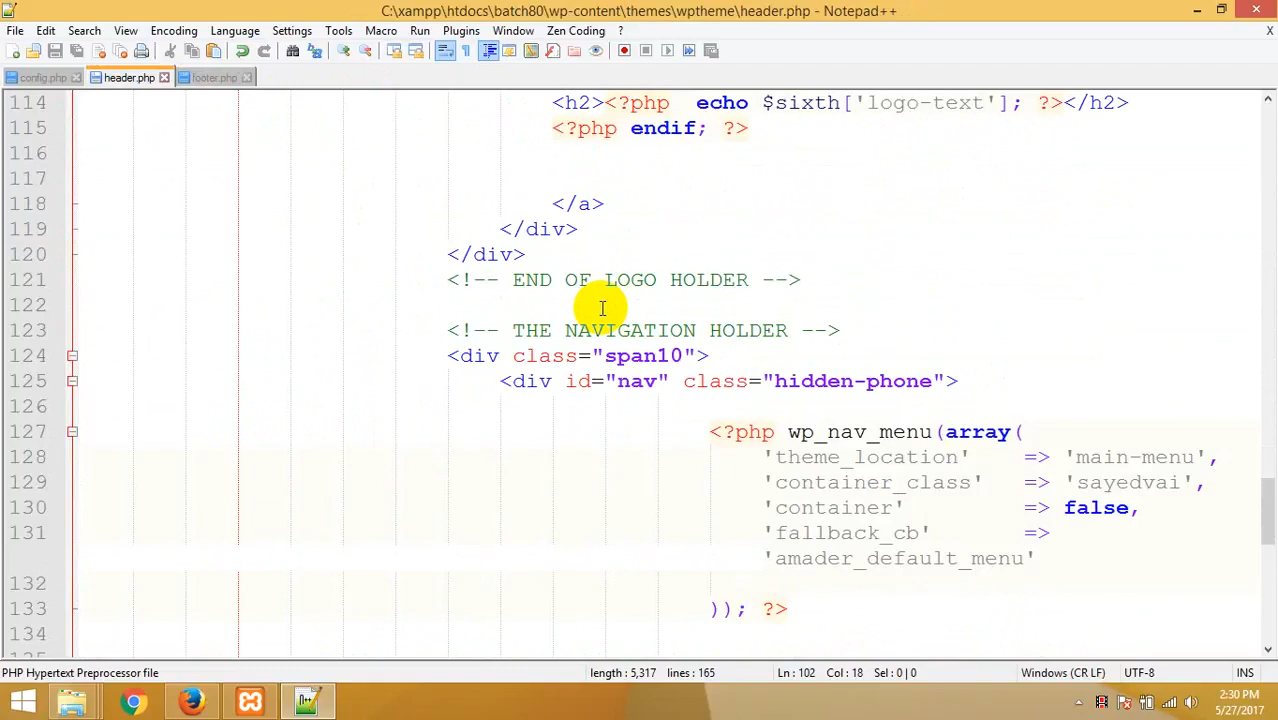 C:\xampp\htdocs\batch80\wp-content\themes\wptheme\header.php - Notepad++
File Edit Search View Encoding Language Settings Tools Macro Run Plugins Window Zen Coding ? X
config.php header.php footer.php
114 <h2><?php  echo $sixth['logo-text']; ?></h2>
115 <?php endif; ?>
116
117
118 </a>
119 </div>
120 </div>
121 <!-- END OF LOGO HOLDER -->
122
123 <!-- THE NAVIGATION HOLDER -->
124 <div class="span10">
125 <div id="nav" class="hidden-phone">
126
127 <?php wp_nav_menu(array(
128 'theme_location' => 'main-menu',
129 'container_class' => 'sayedvai',
130 'container' => false,
131 'fallback_cb' =>
'amader_default_menu'
132
133 )); ?>
134
PHP Hypertext Preprocessor file length : 5,317 lines : 165 Ln : 102 Col : 18 Sel : 0 | 0 Windows (CR LF) UTF-8 INS
2:30 PM
5/27/2017